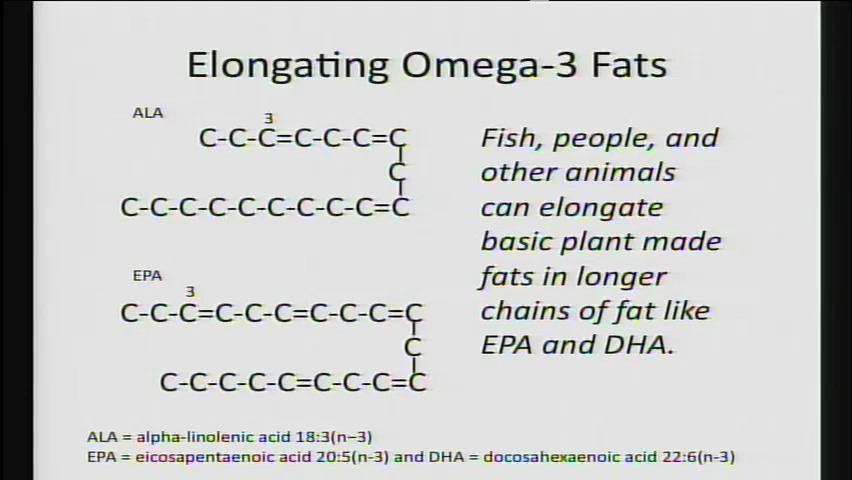 Elongating Omega-3 Fats
ALA
3
C-C-C=C-C-C=C
C
C-C-C-C-C-C-C-C-C=C
EPA
3
C-C-C=C-C-C=C-C-C=C
C
C-C-C-C-C=C-C-C=C
Fish, people, and
other animals
can elongate
basic plant made
fats in longer
chains of fat like
EPA and DHA.
ALA = alpha-linolenic acid 18:3(n−3)
EPA = eicosapentaenoic acid 20:5(n-3) and DHA = docosahexaenoic acid 22:6(n-3)